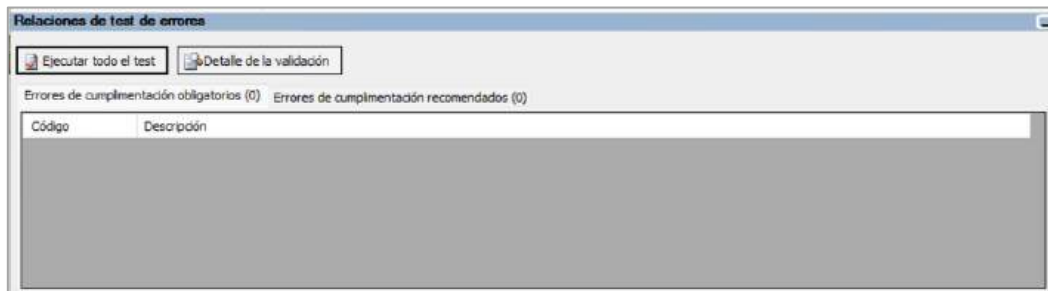 Relaciones de test de errores
Ejecutar todo el test Detalle de la validación
Errores de cumplimentación obligatorios (0) Errores de cumplimentación recomendados (0)
Código Descripción